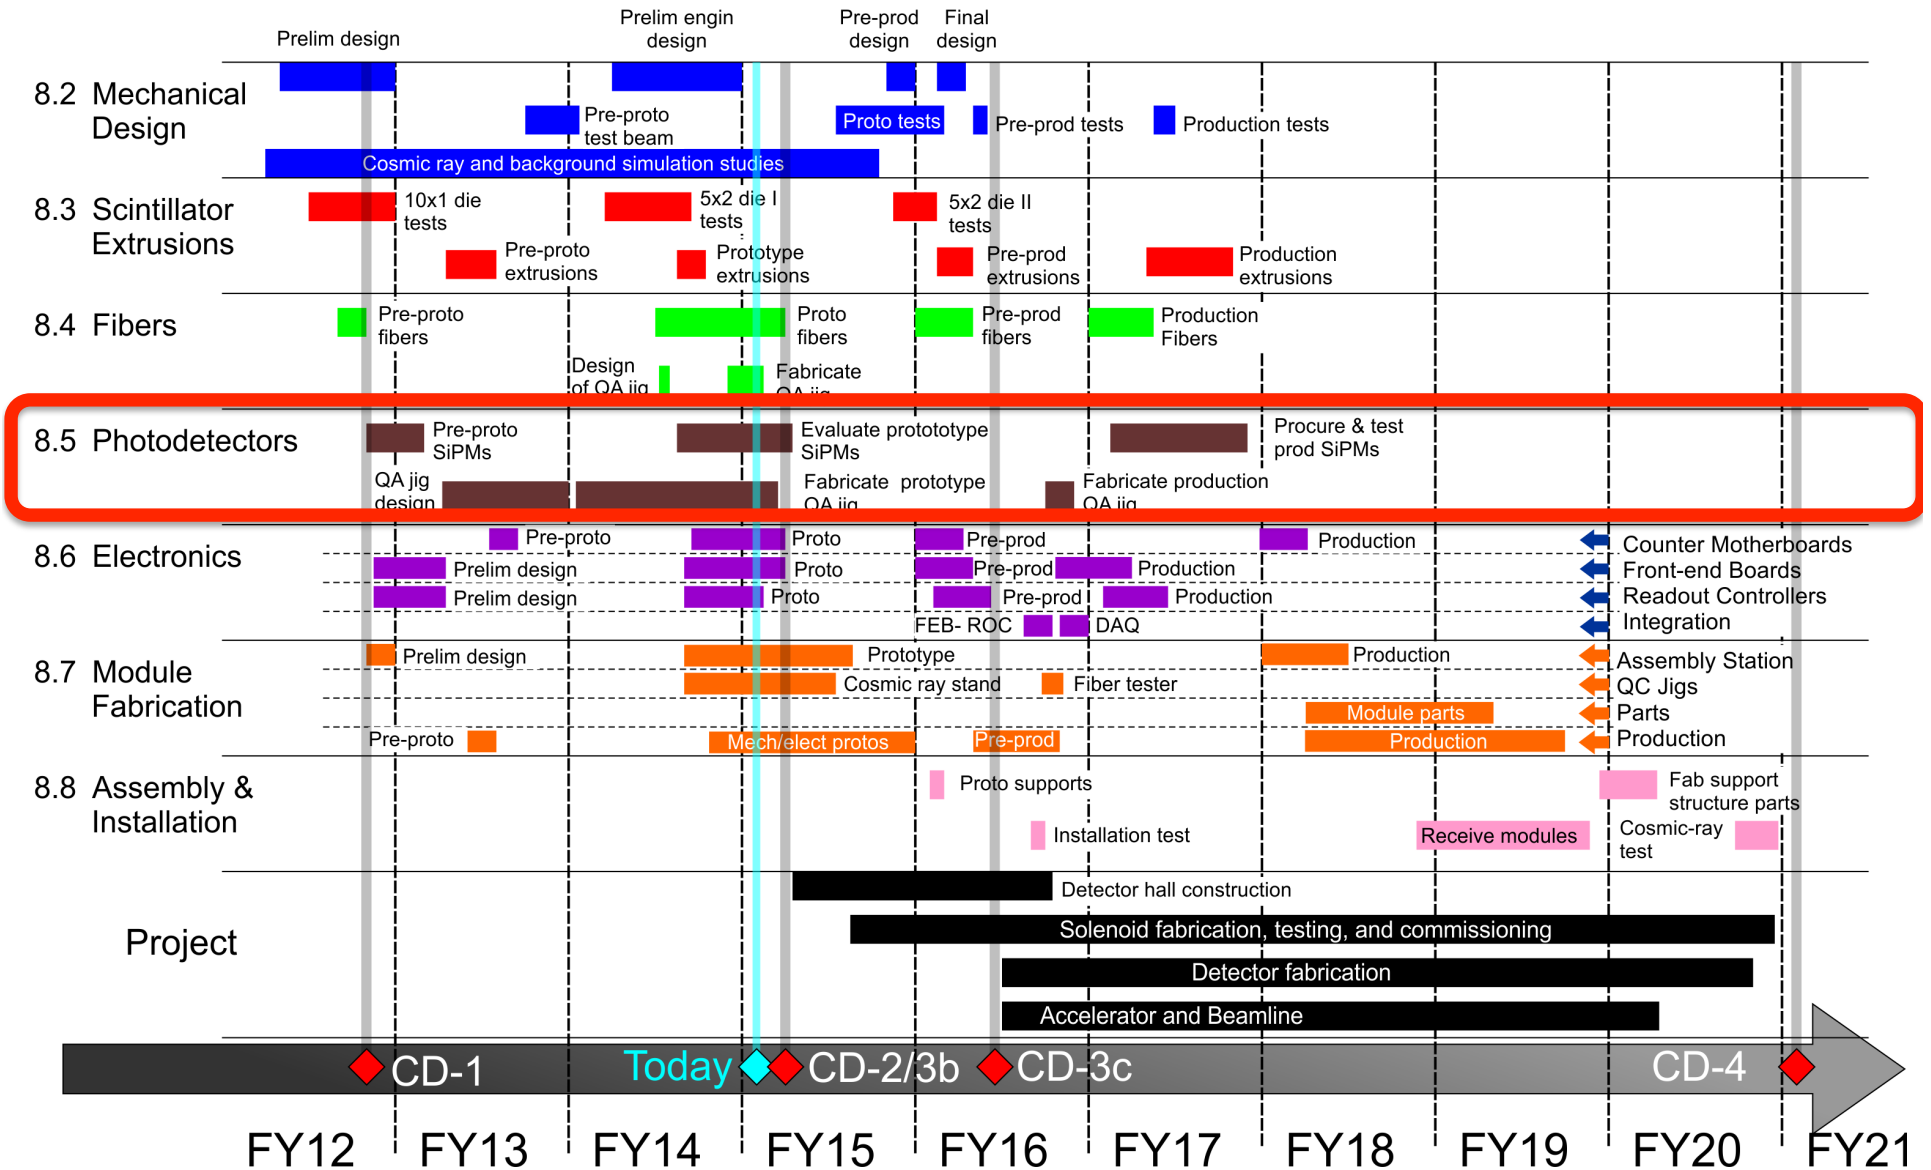 Prelim design
Prelim engin
design
Pre-prod
design
Final
design
8.2 Mechanical
Design
Pre-proto
test beam
Proto tests
Pre-prod tests
Production tests
Cosmic ray and background simulation studies
8.3 Scintillator
Extrusions
10x1 die
tests
5x2 die I
tests
5x2 die II
tests
Pre-proto
extrusions
Prototype
extrusions
Pre-prod
extrusions
Production
extrusions
8.4 Fibers
Pre-proto
fibers
Proto
fibers
Pre-prod
fibers
Production
Fibers
Design
of QA jig
Fabricate
QA jig
8.5 Photodetectors
Pre-proto
SiPMs
Evaluate protototype
SiPMs
Procure & test
prod SiPMs
QA jig
design
Fabricate prototype
QA jig
Fabricate production
QA jig
8.6 Electronics
Pre-proto
Proto
Pre-prod
Production
Counter Motherboards
Prelim design
Proto
Pre-prod
Production
Front-end Boards
Prelim design
Proto
Pre-prod
Production
Readout Controllers
FEB- ROC
DAQ
Integration
8.7 Module
Fabrication
Prelim design
Prototype
Production
Assembly Station
Cosmic ray stand
Fiber tester
QC Jigs
Module parts
Parts
Pre-proto
Mech/elect protos
Pre-prod
Production
Production
8.8 Assembly &
Installation
Proto supports
Fab support
structure parts
Installation test
Receive modules
Cosmic-ray
test
Project
Detector hall construction
Solenoid fabrication, testing, and commissioning
Detector fabrication
Accelerator and Beamline
CD-1
Today
CD-2/3b
CD-3c
CD-4
FY12
FY13
FY14
FY15
FY16
FY17
FY18
FY19
FY20
FY21